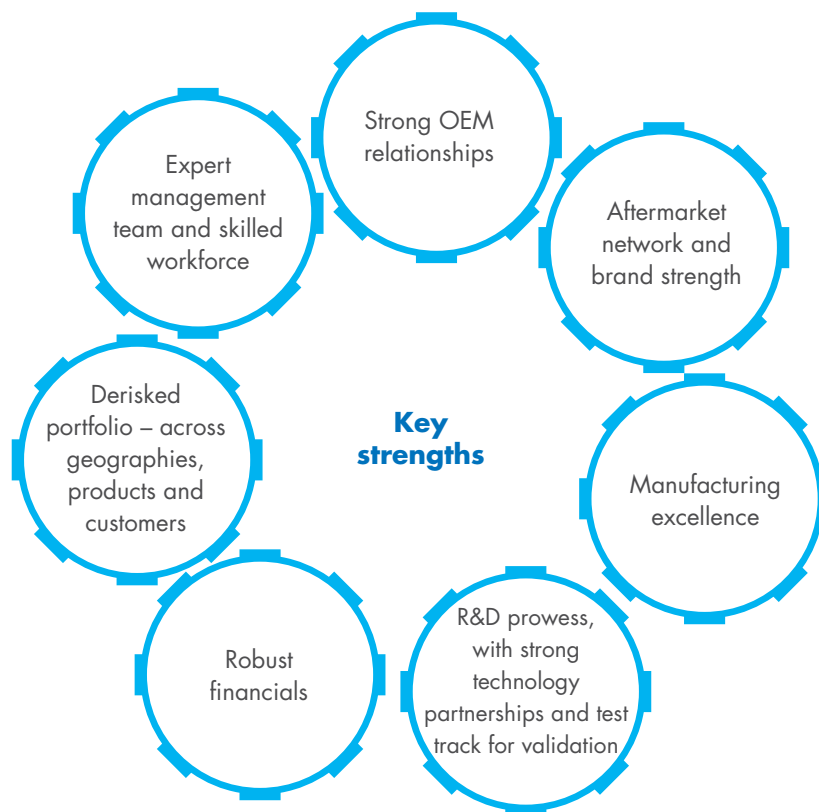 Strong OEM
relationships
Aftermarket
network and
brand strength
Manufacturing
excellence
R&D prowess,
with strong
technology
partnerships and test
track for validation
Robust
financials
Derisked
portfolio – across
geographies,
products and
customers
Expert
management
team and skilled
workforce
Key
strengths